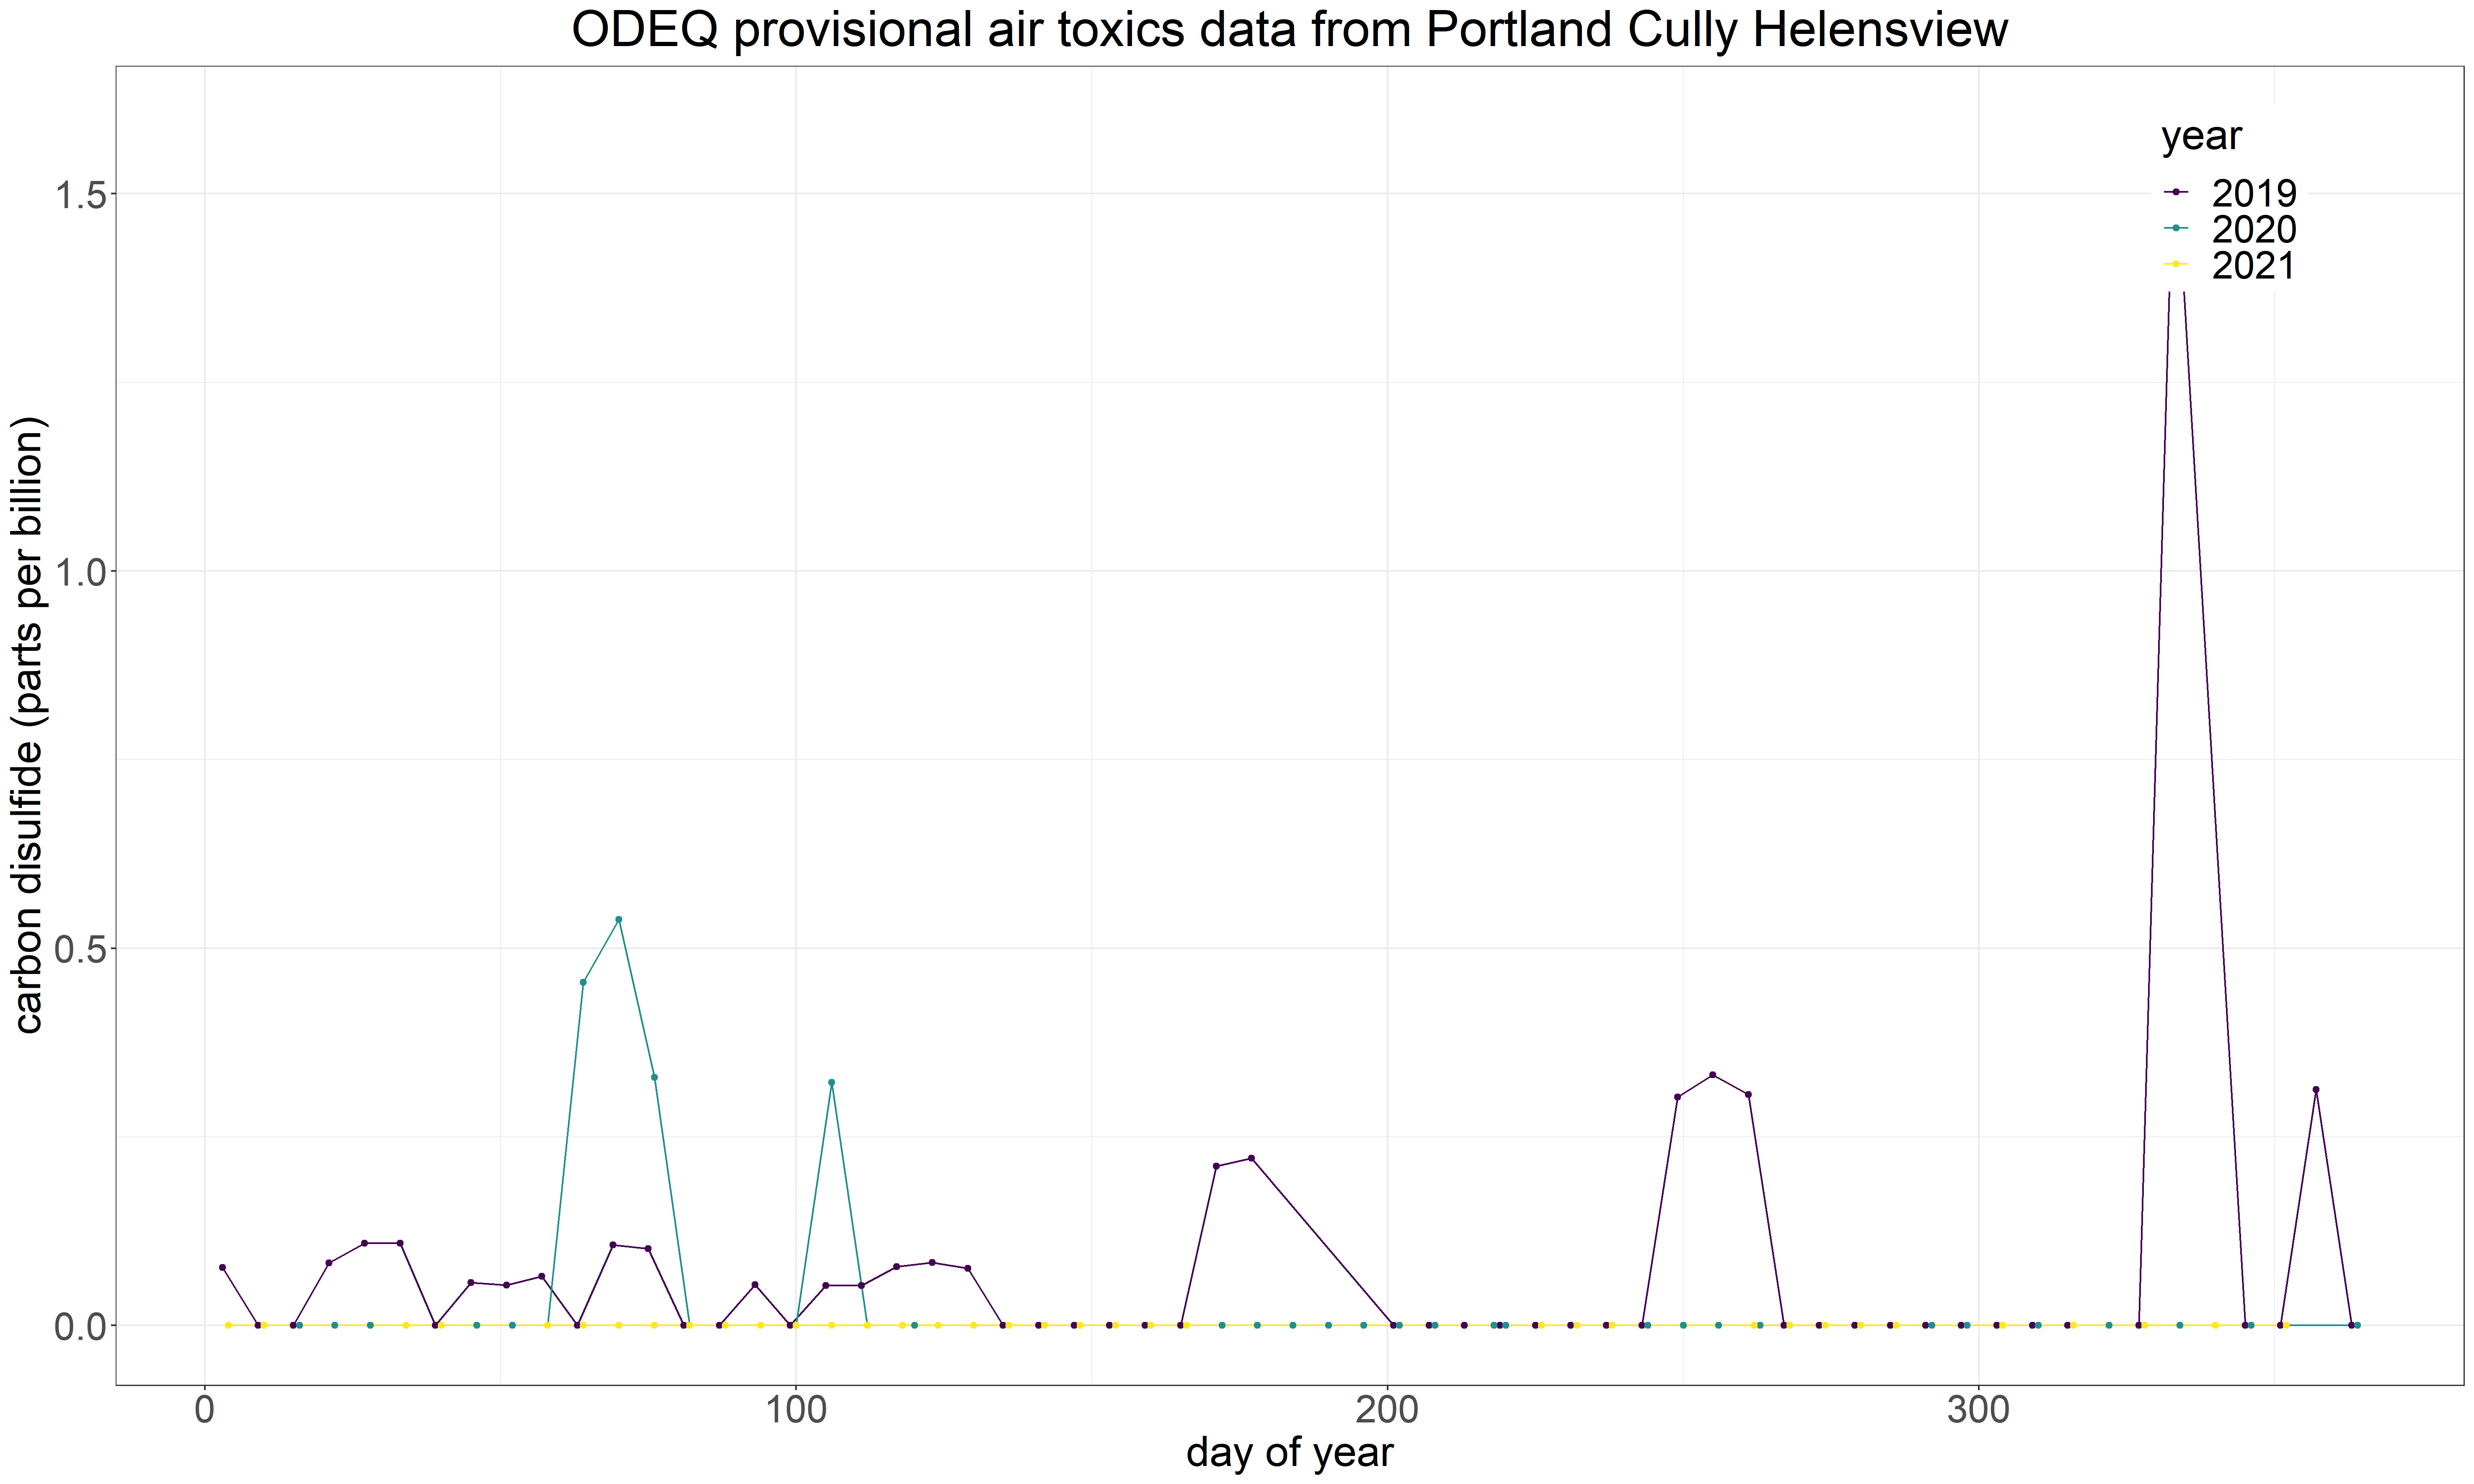 ODEQ provisional air toxics data from Portland Cully Helensview
year
2019
2020
2021
1.5
1.0
0.5
0.0
carbon disulfide (parts per billion)
0 100 200 300
day of year